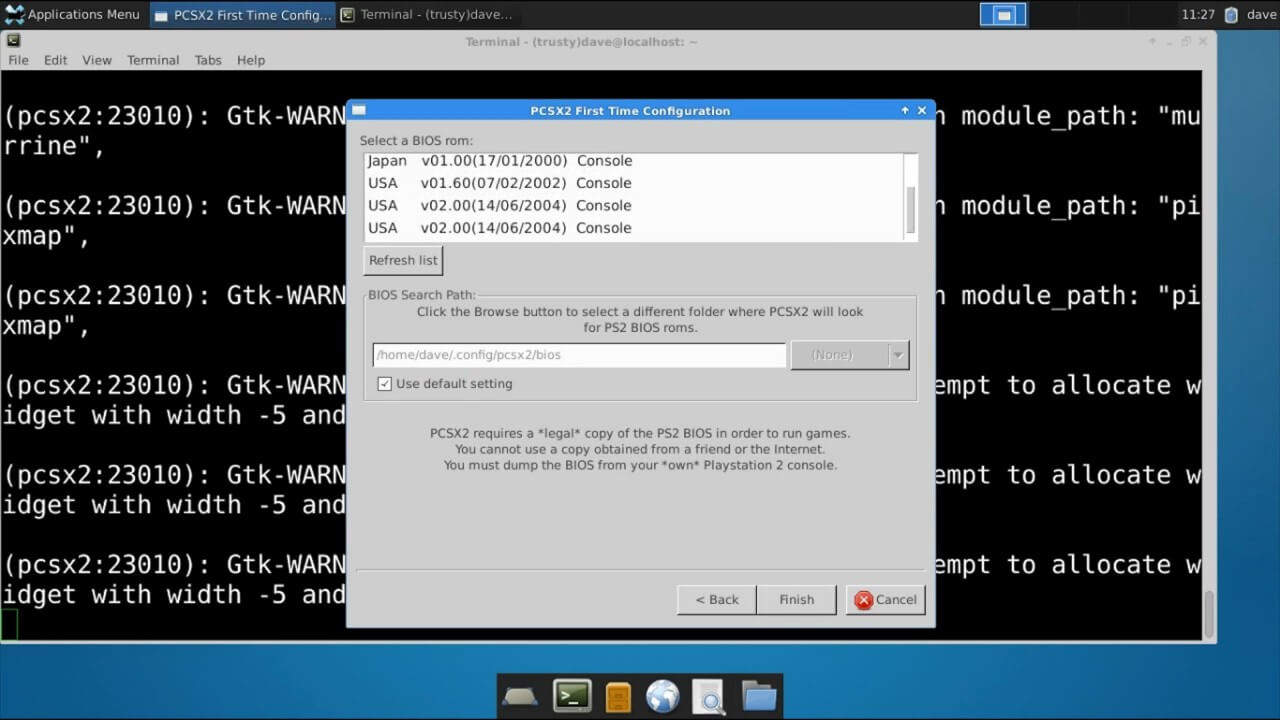 Applications Menu
PCSX2 First Time Config...
Terminal - (trusty)dave...
11:27
dave
Terminal - (trusty)dave@localhost: ~
File Edit View Terminal Tabs Help
(pcsx2:23010): Gtk-WARN
module_path: "mu
rrine",
(pcsx2:23010): Gtk-WARN
module_path: "pi
xmap",
(pcsx2:23010): Gtk-WARN
module_path: "pi
xmap",
(pcsx2:23010): Gtk-WARN
empt to allocate w
idget with width -5 and
(pcsx2:23010): Gtk-WARN
empt to allocate w
idget with width -5 and
(pcsx2:23010): Gtk-WARN
empt to allocate w
idget with width -5 and
PCSX2 First Time Configuration
Select a BIOS rom:
Japan v01.00(17/01/2000) Console
USA v01.60(07/02/2002) Console
USA v02.00(14/06/2004) Console
USA v02.00(14/06/2004) Console
Refresh list
BIOS Search Path:
Click the Browse button to select a different folder where PCSX2 will look
for PS2 BIOS roms.
/home/dave/.config/pcsx2/bios
(None)
Use default setting
PCSX2 requires a *legal* copy of the PS2 BIOS in order to run games.
You cannot use a copy obtained from a friend or the Internet.
You must dump the BIOS from your *own* Playstation 2 console.
< Back
Finish
Cancel